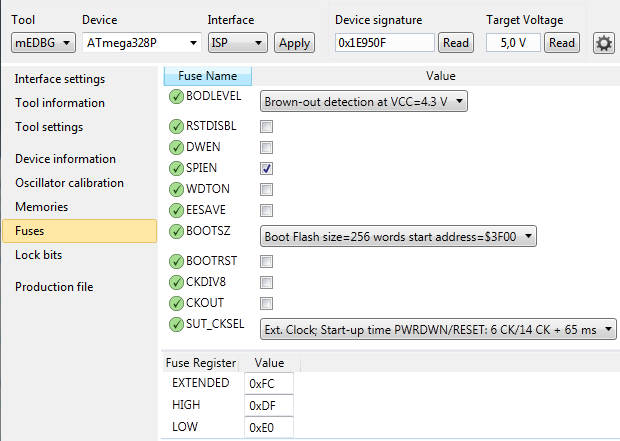 Tool Device Interface Device signature Target Voltage
mEDBG ATmega328P ISP Apply 0x1E950F Read 5,0 V Read
Interface settings
Tool information
Tool settings
Device information
Oscillator calibration
Memories
Fuses
Lock bits
Production file
Fuse Name Value
BODLEVEL Brown-out detection at VCC=4.3 V
RSTDISBL
DWEN
SPIEN
WDTON
EESAVE
BOOTSZ Boot Flash size=256 words start address=$3F00
BOOTRST
CKDIV8
CKOUT
SUT_CKSEL Ext. Clock; Start-up time PWRDWN/RESET: 6 CK/14 CK + 65 ms
Fuse Register Value
EXTENDED 0xFC
HIGH 0xDF
LOW 0xE0